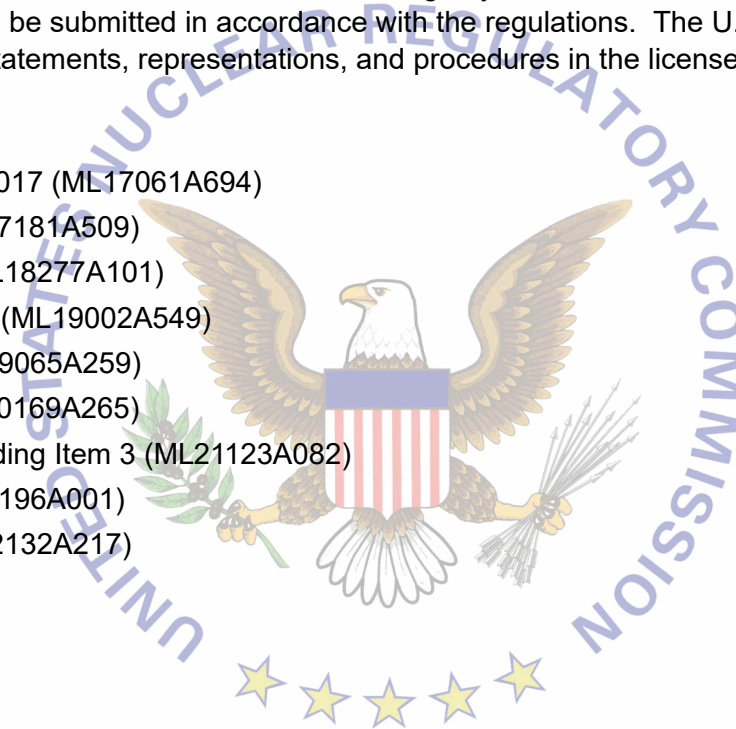 be submitted in accordance with the regulations. The U.
tatements, representations, and procedures in the license
017 (ML17061A694)
7181A509)
L18277A101)
(ML19002A549)
9065A259)
0169A265)
ding Item 3 (ML21123A082)
196A001)
2132A217)
UNITED STATES NUCLEAR REGULATORY COMMISSION